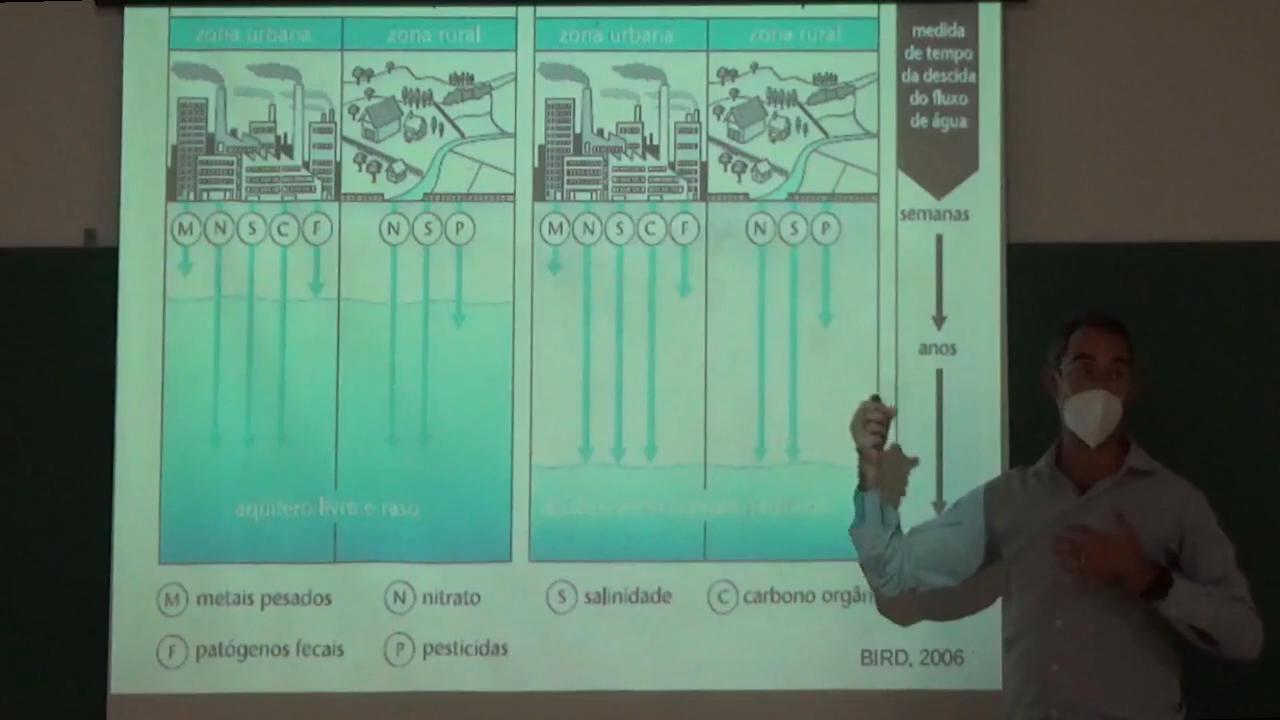 zona urbana
zona rural
zona urbana
zona rural
medida
de tempo
da descida
do fluxo
de água
M N S C F
N S P
M N S C F
N S P
semanas
anos
aquífero livre e raso
M metais pesados
N nitrato
S salinidade
C carbono
F patógenos fecais
P pesticidas
BIRD, 2006